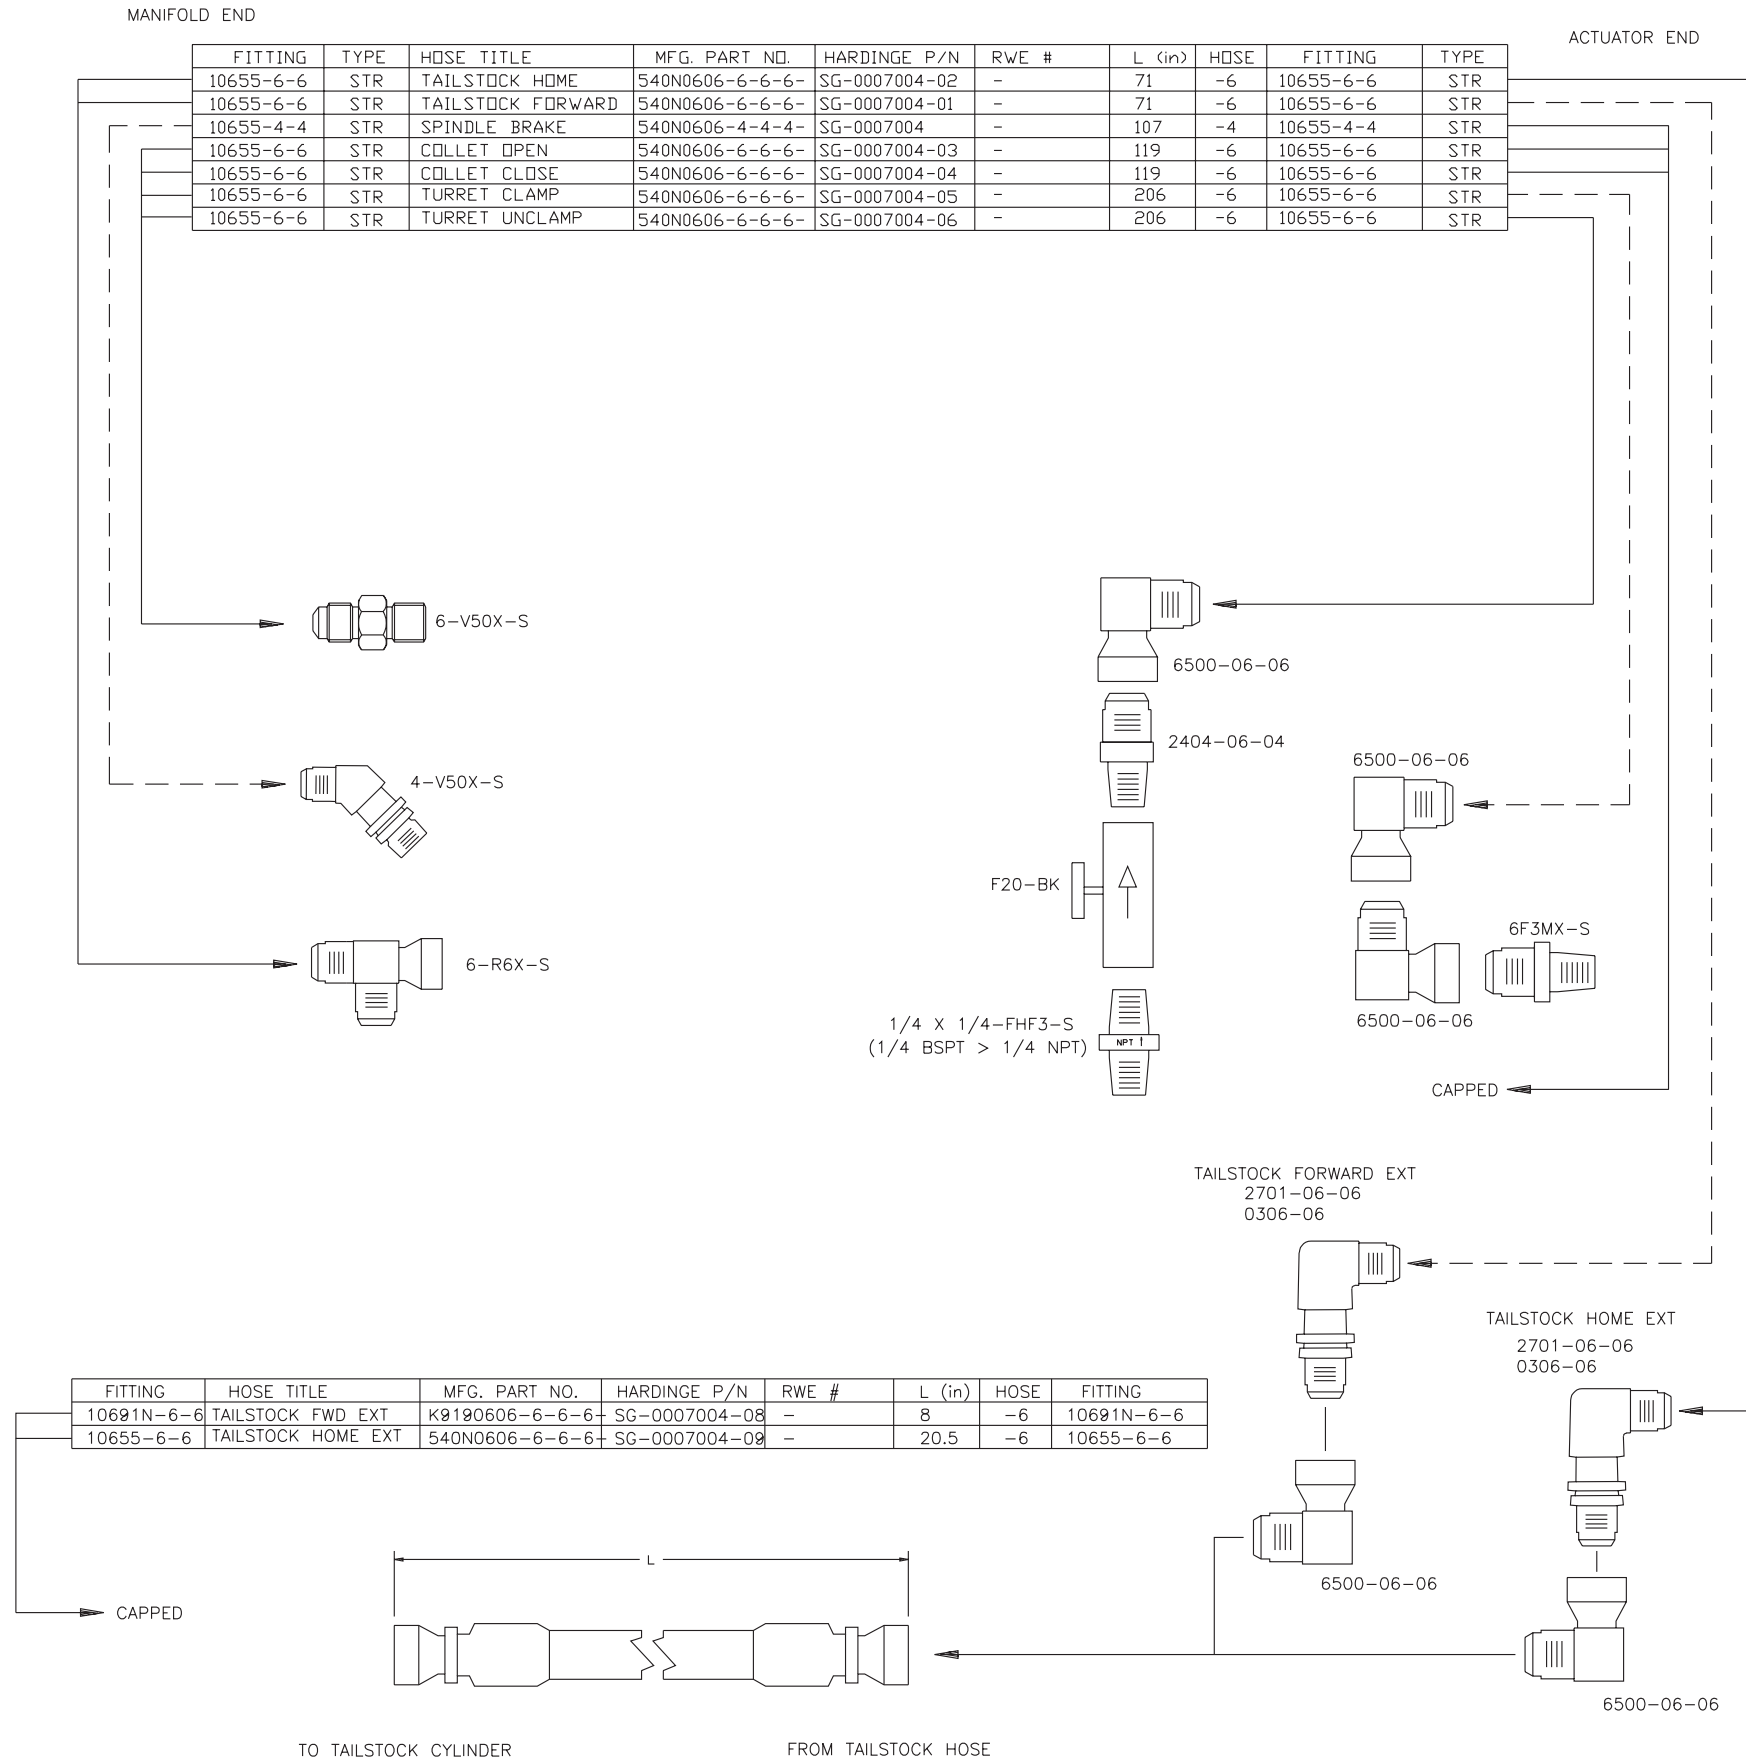 MANIFOLD END
ACTUATOR END
FITTING TYPE HOSE TITLE MFG. PART NO. HARDINGE P/N RWE # L (in) HOSE FITTING TYPE
10655-6-6 STR TAILSTOCK HOME 540N0606-6-6-6- SG-0007004-02 - 71 -6 10655-6-6 STR
10655-6-6 STR TAILSTOCK FORWARD 540N0606-6-6-6- SG-0007004-01 - 71 -6 10655-6-6 STR
10655-4-4 STR SPINDLE BRAKE 540N0606-4-4-4- SG-0007004 - 107 -4 10655-4-4 STR
10655-6-6 STR COLLET OPEN 540N0606-6-6-6- SG-0007004-03 - 119 -6 10655-6-6 STR
10655-6-6 STR COLLET CLOSE 540N0606-6-6-6- SG-0007004-04 - 119 -6 10655-6-6 STR
10655-6-6 STR TURRET CLAMP 540N0606-6-6-6- SG-0007004-05 - 206 -6 10655-6-6 STR
10655-6-6 STR TURRET UNCLAMP 540N0606-6-6-6- SG-0007004-06 - 206 -6 10655-6-6 STR
6-V50X-S
6500-06-06
2404-06-04
4-V50X-S
6500-06-06
F20-BK
6F3MX-S
6-R6X-S
6500-06-06
1/4 X 1/4-FHF3-S
(1/4 BSPT > 1/4 NPT)
NPT
CAPPED
TAILSTOCK FORWARD EXT
2701-06-06
0306-06
TAILSTOCK HOME EXT
2701-06-06
0306-06
FITTING HOSE TITLE MFG. PART NO. HARDINGE P/N RWE # L (in) HOSE FITTING
10691N-6-6 TAILSTOCK FWD EXT K9190606-6-6-6- SG-0007004-08 - 8 -6 10691N-6-6
10655-6-6 TAILSTOCK HOME EXT 540N0606-6-6-6- SG-0007004-09 - 20.5 -6 10655-6-6
L
6500-06-06
CAPPED
6500-06-06
TO TAILSTOCK CYLINDER
FROM TAILSTOCK HOSE